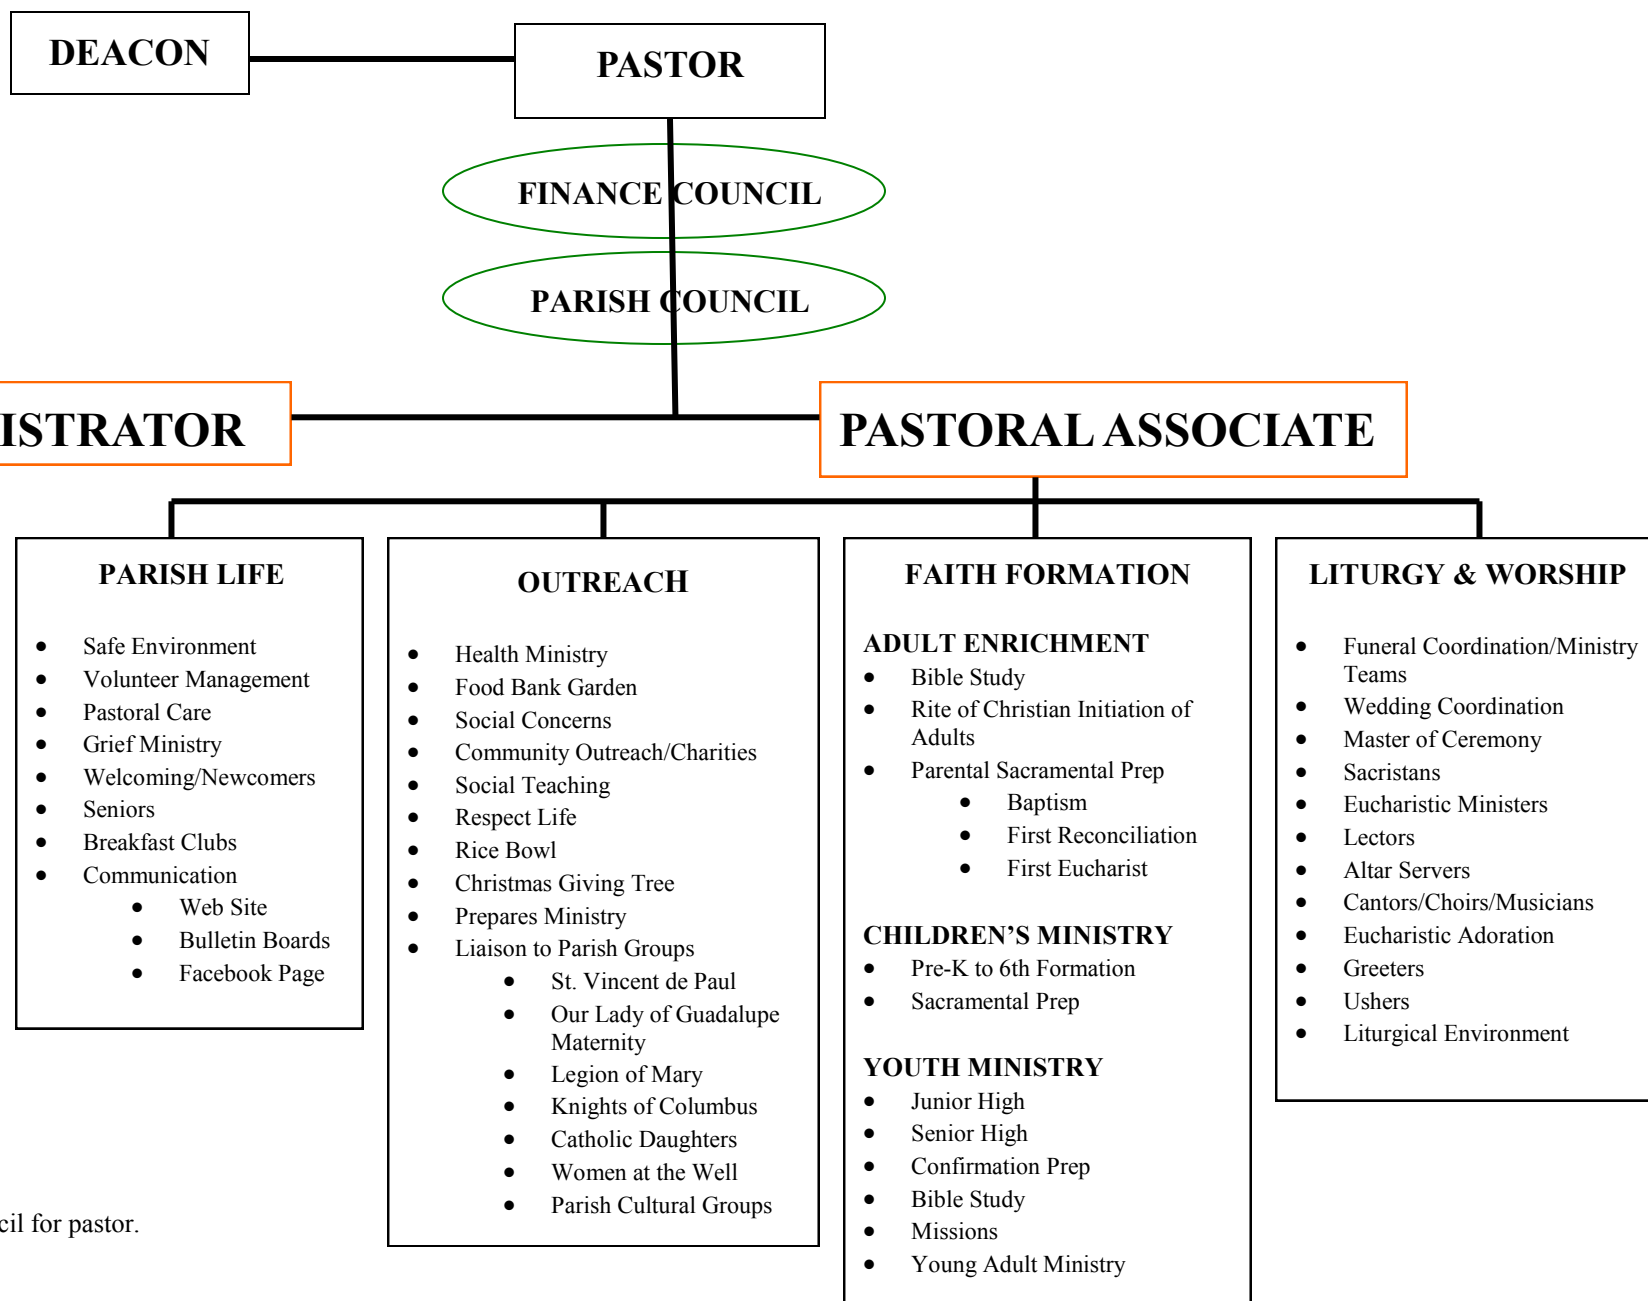 DEACON
PASTOR
FINANCE COUNCIL
PARISH COUNCIL
ISTRATOR
PASTORAL ASSOCIATE
PARISH LIFE
• Safe Environment
• Volunteer Management
• Pastoral Care
• Grief Ministry
• Welcoming/Newcomers
• Seniors
• Breakfast Clubs
• Communication
• Web Site
• Bulletin Boards
• Facebook Page
OUTREACH
• Health Ministry
• Food Bank Garden
• Social Concerns
• Community Outreach/Charities
• Social Teaching
• Respect Life
• Rice Bowl
• Christmas Giving Tree
• Prepares Ministry
• Liaison to Parish Groups
• St. Vincent de Paul
• Our Lady of Guadalupe
Maternity
• Legion of Mary
• Knights of Columbus
• Catholic Daughters
• Women at the Well
• Parish Cultural Groups
FAITH FORMATION
ADULT ENRICHMENT
• Bible Study
• Rite of Christian Initiation of
Adults
• Parental Sacramental Prep
• Baptism
• First Reconciliation
• First Eucharist
CHILDREN’S MINISTRY
• Pre-K to 6th Formation
• Sacramental Prep
YOUTH MINISTRY
• Junior High
• Senior High
• Confirmation Prep
• Bible Study
• Missions
• Young Adult Ministry
LITURGY & WORSHIP
• Funeral Coordination/Ministry
Teams
• Wedding Coordination
• Master of Ceremony
• Sacristans
• Eucharistic Ministers
• Lectors
• Altar Servers
• Cantors/Choirs/Musicians
• Eucharistic Adoration
• Greeters
• Ushers
• Liturgical Environment
cil for pastor.